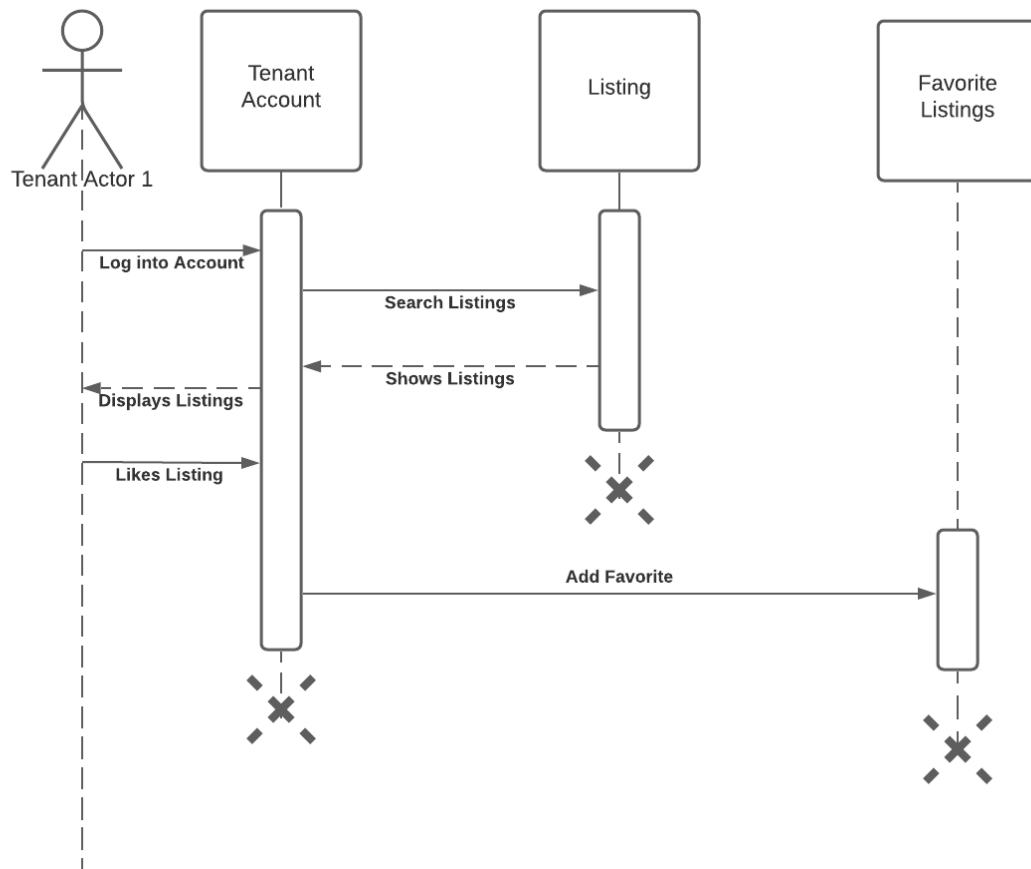 Tenant
Account
Listing
Favorite
Listings
Tenant Actor 1
Log into Account
Search Listings
Shows Listings
Displays Listings
Likes Listing
Add Favorite